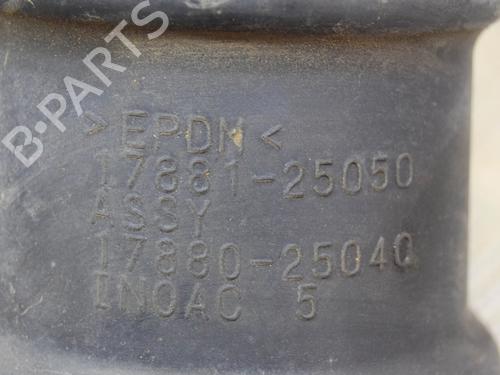 B-PARTS
>EPDM<
17881-25050
ASSY
17880-25040
INOAC 5